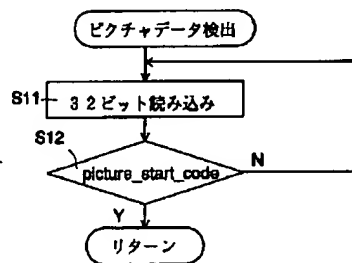 ピクチャデータ検出
S11
32ビット読み込み
S12
picture_start_code
N
Y
リターン